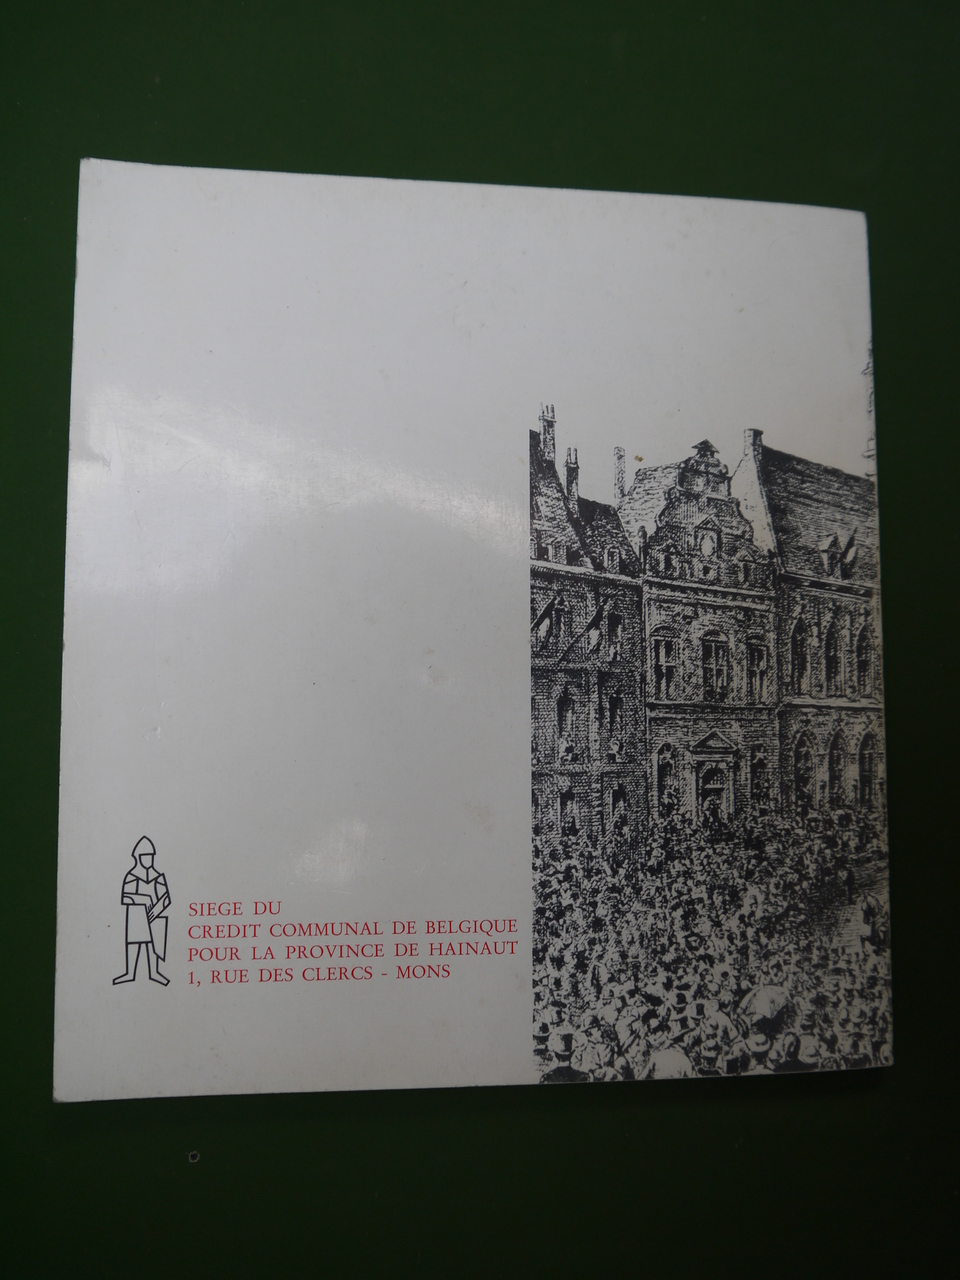 SIEGE DU
CREDIT COMMUNAL DE BELGIQUE
POUR LA PROVINCE DE HAINAUT
1, RUE DES CLERCS - MONS